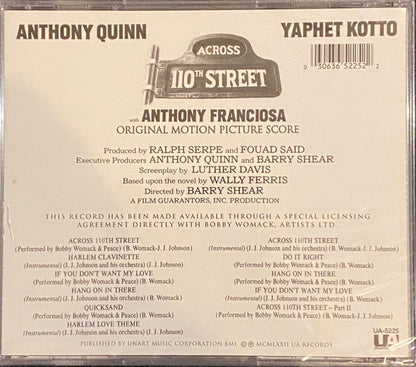 ANTHONY QUINN
YAPHET KOTTO
ACROSS
110TH STREET
0 30636 52252 2
with ANTHONY FRANCIOSA
ORIGINAL MOTION PICTURE SCORE
Produced by RALPH SERPE and FOUAD SAID
Executive Producers ANTHONY QUINN and BARRY SHEAR
Screenplay by LUTHER DAVIS
Based upon the novel by WALLY FERRIS
Directed by BARRY SHEAR
A FILM GUARANTORS, INC. PRODUCTION
THIS RECORD HAS BEEN MADE AVAILABLE THROUGH A SPECIAL LICENSING
AGREEMENT DIRECTLY WITH BOBBY WOMACK, ARTISTS LTD.
ACROSS 110TH STREET
(Performed by Bobby Womack & Peace) (B. Womack-J. J. Johnson)
HARLEM CLAVINETTE
(Instrumental) (J. J. Johnson and his orchestra) (J. J. Johnson)
IF YOU DON'T WANT MY LOVE
(Performed by Bobby Womack & Peace) (B. Womack)
HANG ON IN THERE
(Instrumental) (J. J. Johnson and his orchestra) (J. J. Johnson)
QUICKSAND
(Performed by Bobby Womack & Peace) (B. Womack)
HARLEM LOVE THEME
(Instrumental) (J. J. Johnson and his orchestra) (J. J. Johnson)
ACROSS 110TH STREET
(Instrumental) (J. J. Johnson and his orchestra) (B. Womack-J. J. Johnson)
DO IT RIGHT
(Performed by Bobby Womack & Peace) (B. Womack)
HANG ON IN THERE
(Performed by Bobby Womack & Peace) (B. Womack)
IF YOU DON'T WANT MY LOVE
(Instrumental) (J. J. Johnson and his orchestra) (B. Womack)
ACROSS 110TH STREET—Part II
(Performed by Bobby Womack & Peace) (B. Womack-J. J. Johnson)
UA-5225
UA
PUBLISHED BY UNART MUSIC CORPORATION BMI © ℗ MCMLXXII UA RECORDS